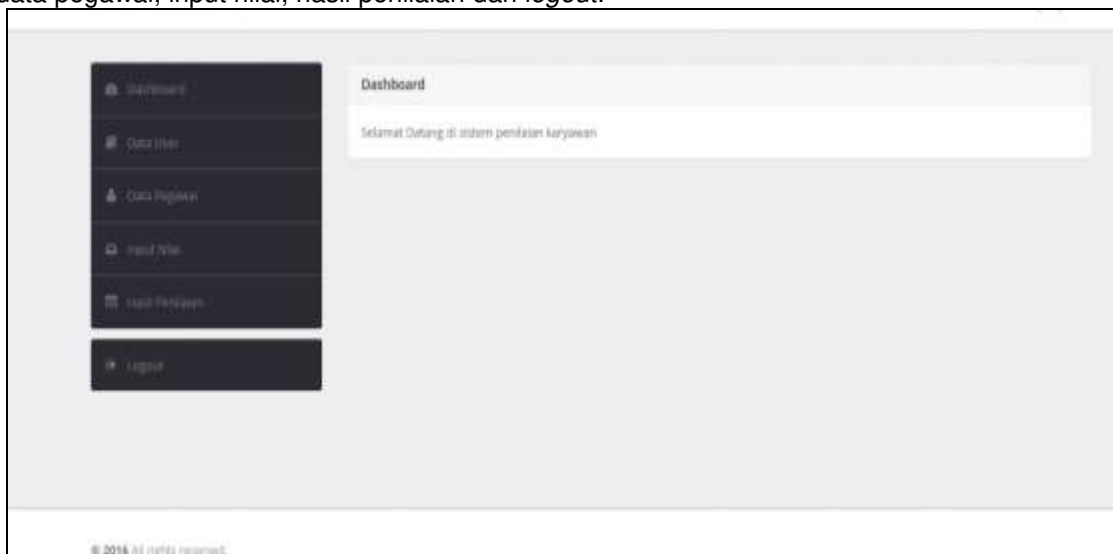 data pegawai, input nilai, hasil penilaian dan logout.
Dashboard
Data User
Data Pegawai
Input Nilai
Hasil Penilaian
Logout
Dashboard
Selamat Datang di sistem penilaian karyawan
© 2016 All rights reserved.